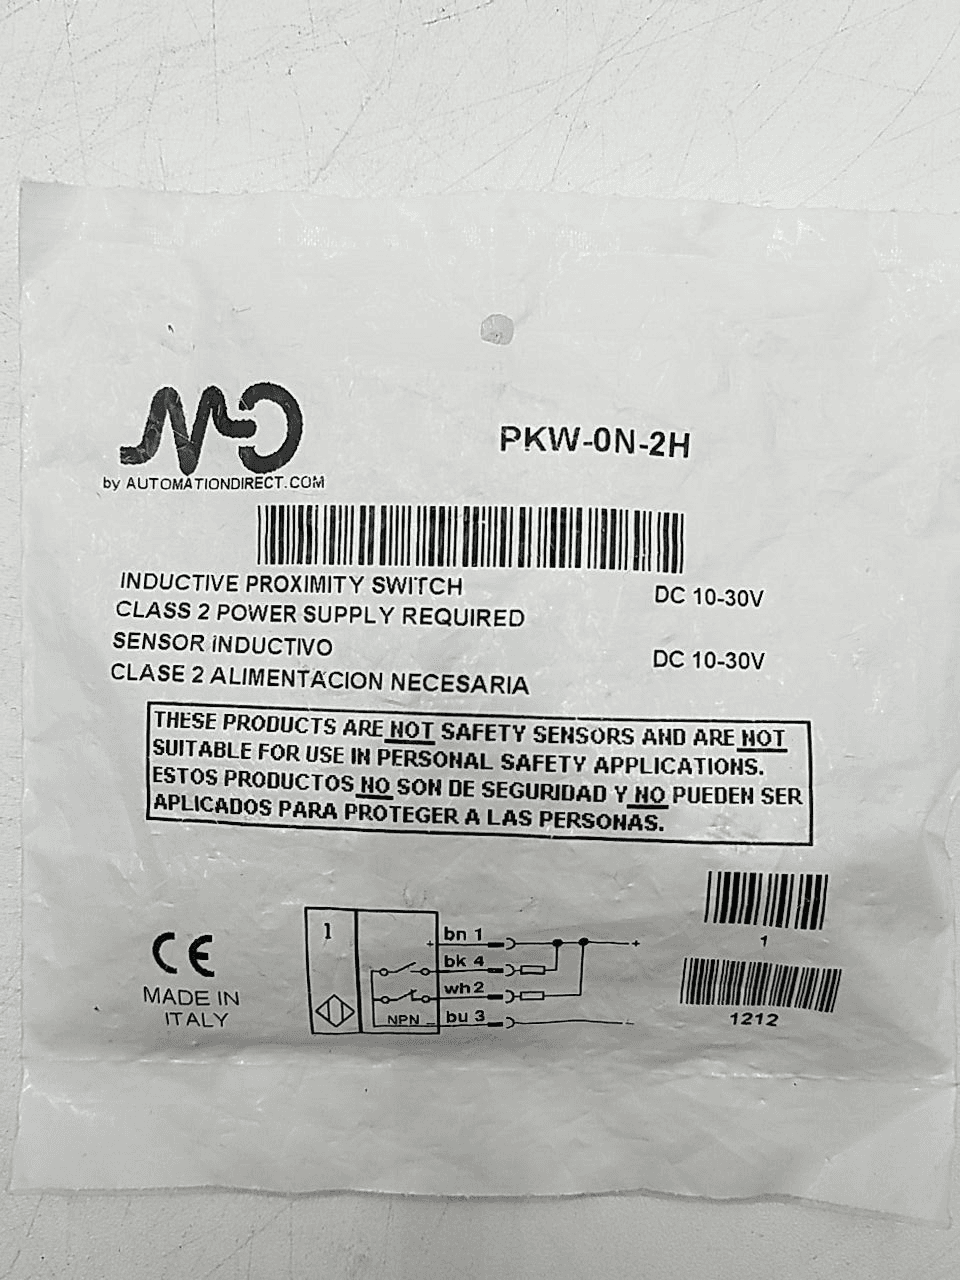 MD
by AUTOMATIONDIRECT.COM
PKW-0N-2H
INDUCTIVE PROXIMITY SWITCH DC 10-30V
CLASS 2 POWER SUPPLY REQUIRED
SENSOR INDUCTIVO DC 10-30V
CLASE 2 ALIMENTACION NECESARIA
THESE PRODUCTS ARE NOT SAFETY SENSORS AND ARE NOT
SUITABLE FOR USE IN PERSONAL SAFETY APPLICATIONS.
ESTOS PRODUCTOS NO SON DE SEGURIDAD Y NO PUEDEN SER
APLICADOS PARA PROTEGER A LAS PERSONAS.
CE
MADE IN
ITALY
1
+ bn 1 +
bk 4
wh 2
NPN - bu 3 -
1
1212